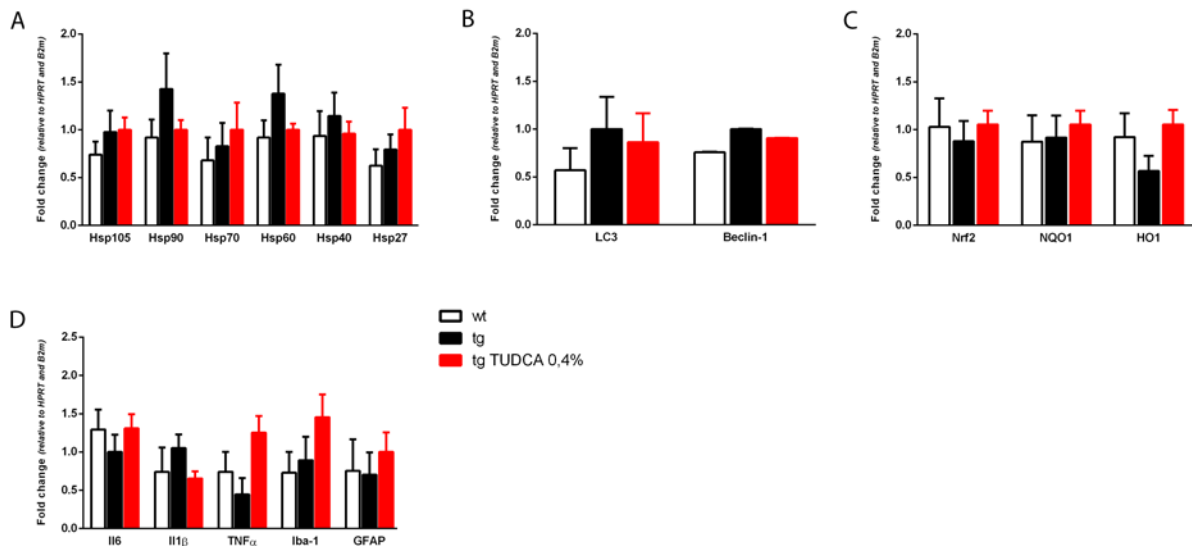 A
Fold change (relative to HPRT and B2m)
2.0
1.5
1.0
0.5
0.0
Hsp105 Hsp90 Hsp70 Hsp60 Hsp40 Hsp27
B
Fold change (relative to HPRT and B2m)
2.0
1.5
1.0
0.5
0.0
LC3 Beclin-1
C
Fold change (relative to HPRT and B2m)
2.0
1.5
1.0
0.5
0.0
Nrf2 NQO1 HO1
D
Fold change (relative to HPRT and B2m)
2.5
2.0
1.5
1.0
0.5
0.0
Il6 Il1β TNFα Iba-1 GFAP
wt
tg
tg TUDCA 0,4%